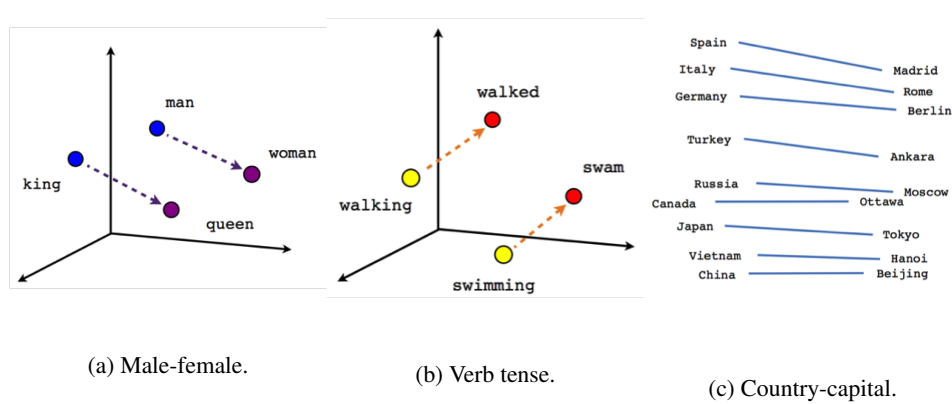 man
woman
king
queen
(a) Male-female.
walked
swam
walking
swimming
(b) Verb tense.
Spain Madrid
Italy Rome
Germany Berlin
Turkey Ankara
Russia Moscow
Canada Ottawa
Japan Tokyo
Vietnam Hanoi
China Beijing
(c) Country-capital.